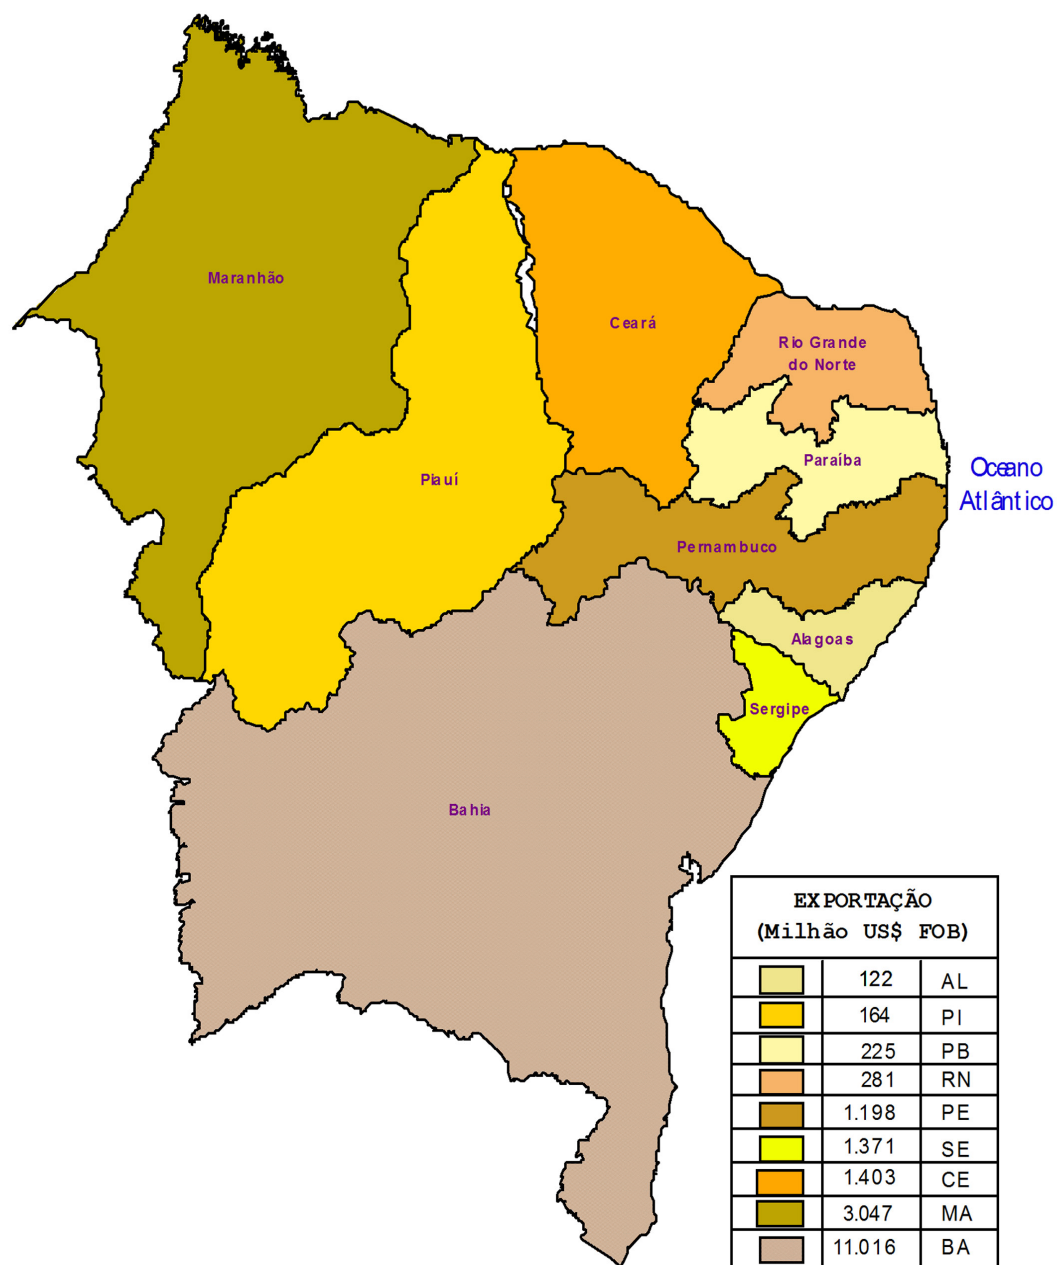 Maranhão
Ceará
Rio Grande
do Norte
Paraíba
Oceano
Atlântico
Piauí
Pernambuco
Alagoas
Sergipe
Bahia
EXPORTAÇÃO
(Milhão US$ FOB)
122 AL
164 PI
225 PB
281 RN
1.198 PE
1.371 SE
1.403 CE
3.047 MA
11.016 BA